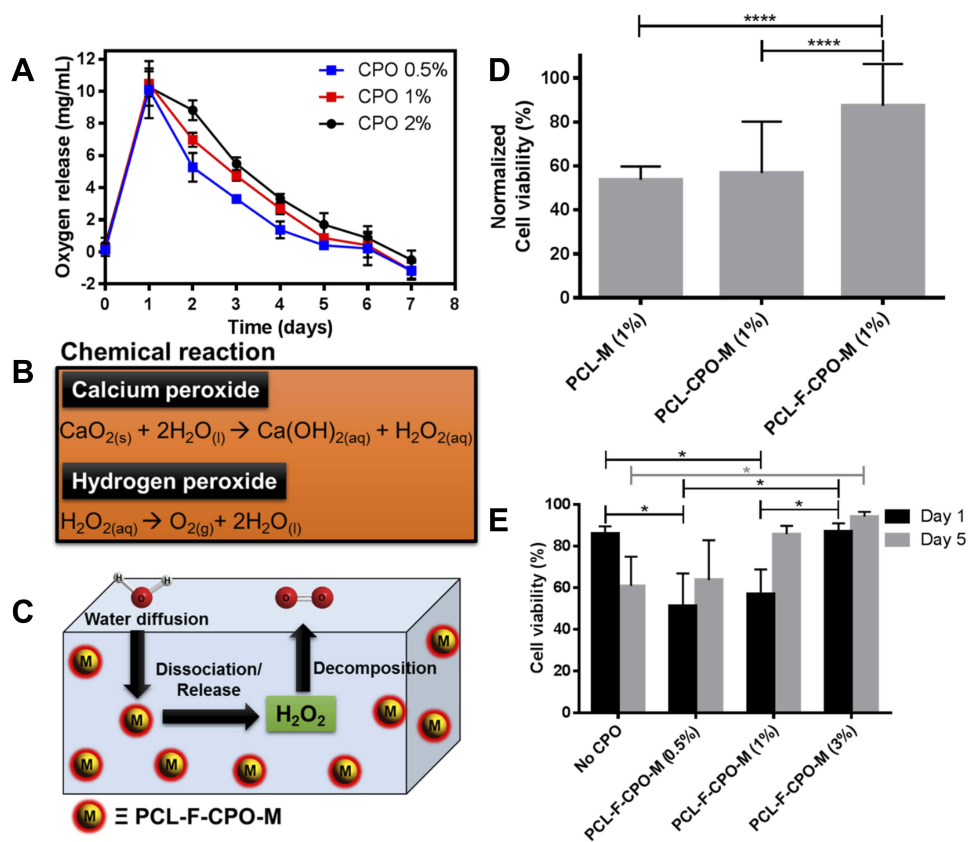 A
Oxygen release (mg/mL)
12
10
8
6
4
2
0
-2
0 1 2 3 4 5 6 7 8
Time (days)
CPO 0.5%
CPO 1%
CPO 2%
B
Chemical reaction
Calcium peroxide
CaO2(s) + 2H2O(l) → Ca(OH)2(aq) + H2O2(aq)
Hydrogen peroxide
H2O2(aq) → O2(g)+ 2H2O(l)
C
H H
O O O
Water diffusion
Dissociation/
Release
Decomposition
H2O2
M
M
M
M
M
M
M
M
M
M Ξ PCL-F-CPO-M
D
Normalized
Cell viability (%)
100
80
60
40
20
0
****
****
PCL-M (1%)
PCL-CPO-M (1%)
PCL-F-CPO-M (1%)
E
Cell viability (%)
100
80
60
40
20
0
*
*
*
*
*
Day 1
Day 5
No CPO
PCL-F-CPO-M (0.5%)
PCL-F-CPO-M (1%)
PCL-F-CPO-M (3%)